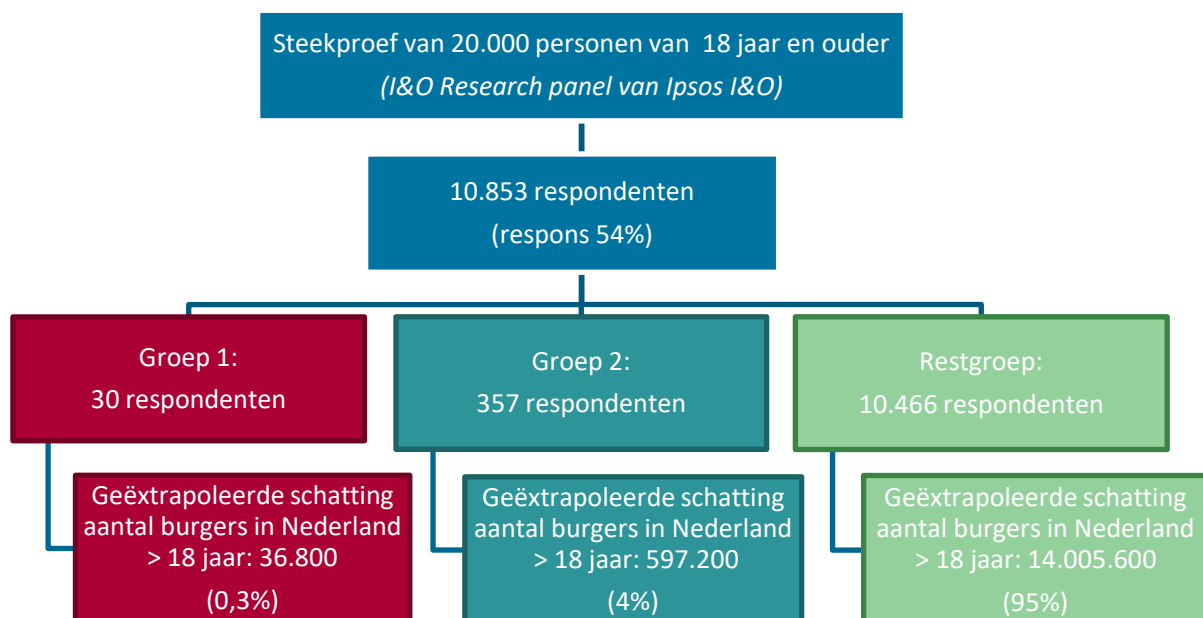 Steekproef van 20.000 personen van 18 jaar en ouder
(I&O Research panel van Ipsos I&O)
10.853 respondenten
(respons 54%)
Groep 1:
30 respondenten
Groep 2:
357 respondenten
Restgroep:
10.466 respondenten
Geëxtrapoleerde schatting
aantal burgers in Nederland
> 18 jaar: 36.800
(0,3%)
Geëxtrapoleerde schatting
aantal burgers in Nederland
> 18 jaar: 597.200
(4%)
Geëxtrapoleerde schatting
aantal burgers in Nederland
> 18 jaar: 14.005.600
(95%)